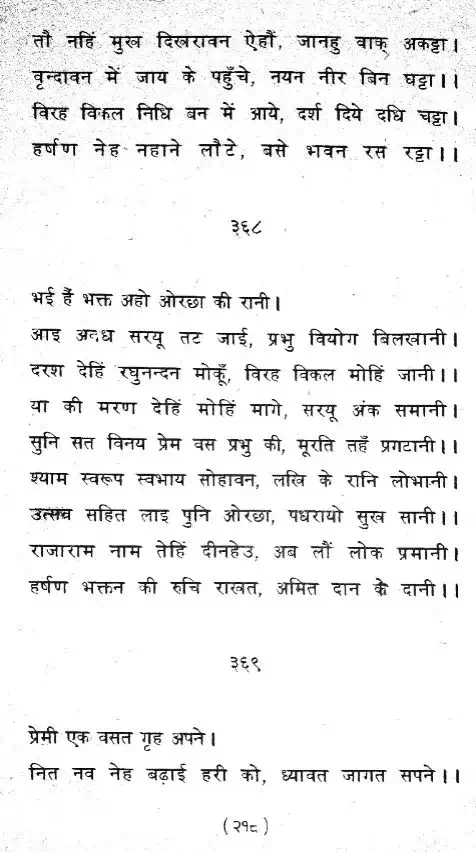 तौ नहिं मुख दिखरावन ऐहौं, जानहु वाक् अकट्टा।
वृन्दावन में जाय के पहुँचे, नयन नीर बिन घट्टा।।
विरह विकल निधि बन में आये, दर्श दिये दधि चट्टा।
हर्षण नेह नहाने लौटे, बसे भवन रस रट्टा।।
३६८
भई हैं भक्त अहो ओरछा की रानी।
आइ अवध सरयू तट जाई, प्रभु वियोग बिलखानी।
दरश देहिं रघुनन्दन मोकूँ, विरह विकल मोहिं जानी।।
या की मरण देहिं मोहिं मागे, सरयू अंक समानी।
सुनि सत विनय प्रेम वस प्रभु की, मूरति तहँ प्रगटानी।।
श्याम स्वरूप स्वभाय सोहावन, लखि के रानि लोभानी।
उत्सव सहित लाइ पुनि ओरछा, पधरायो सुख सानी।।
राजाराम नाम तेहिं दीनहेउ, अब लौं लोक प्रमानी।
हर्षण भक्तन की रुचि राखत, अमित दान के दानी।।
३६९
प्रेमी एक वसत गृह अपने।
नित नव नेह बढ़ाई हरी को, ध्यावत जागत सपने।।
(२१८)